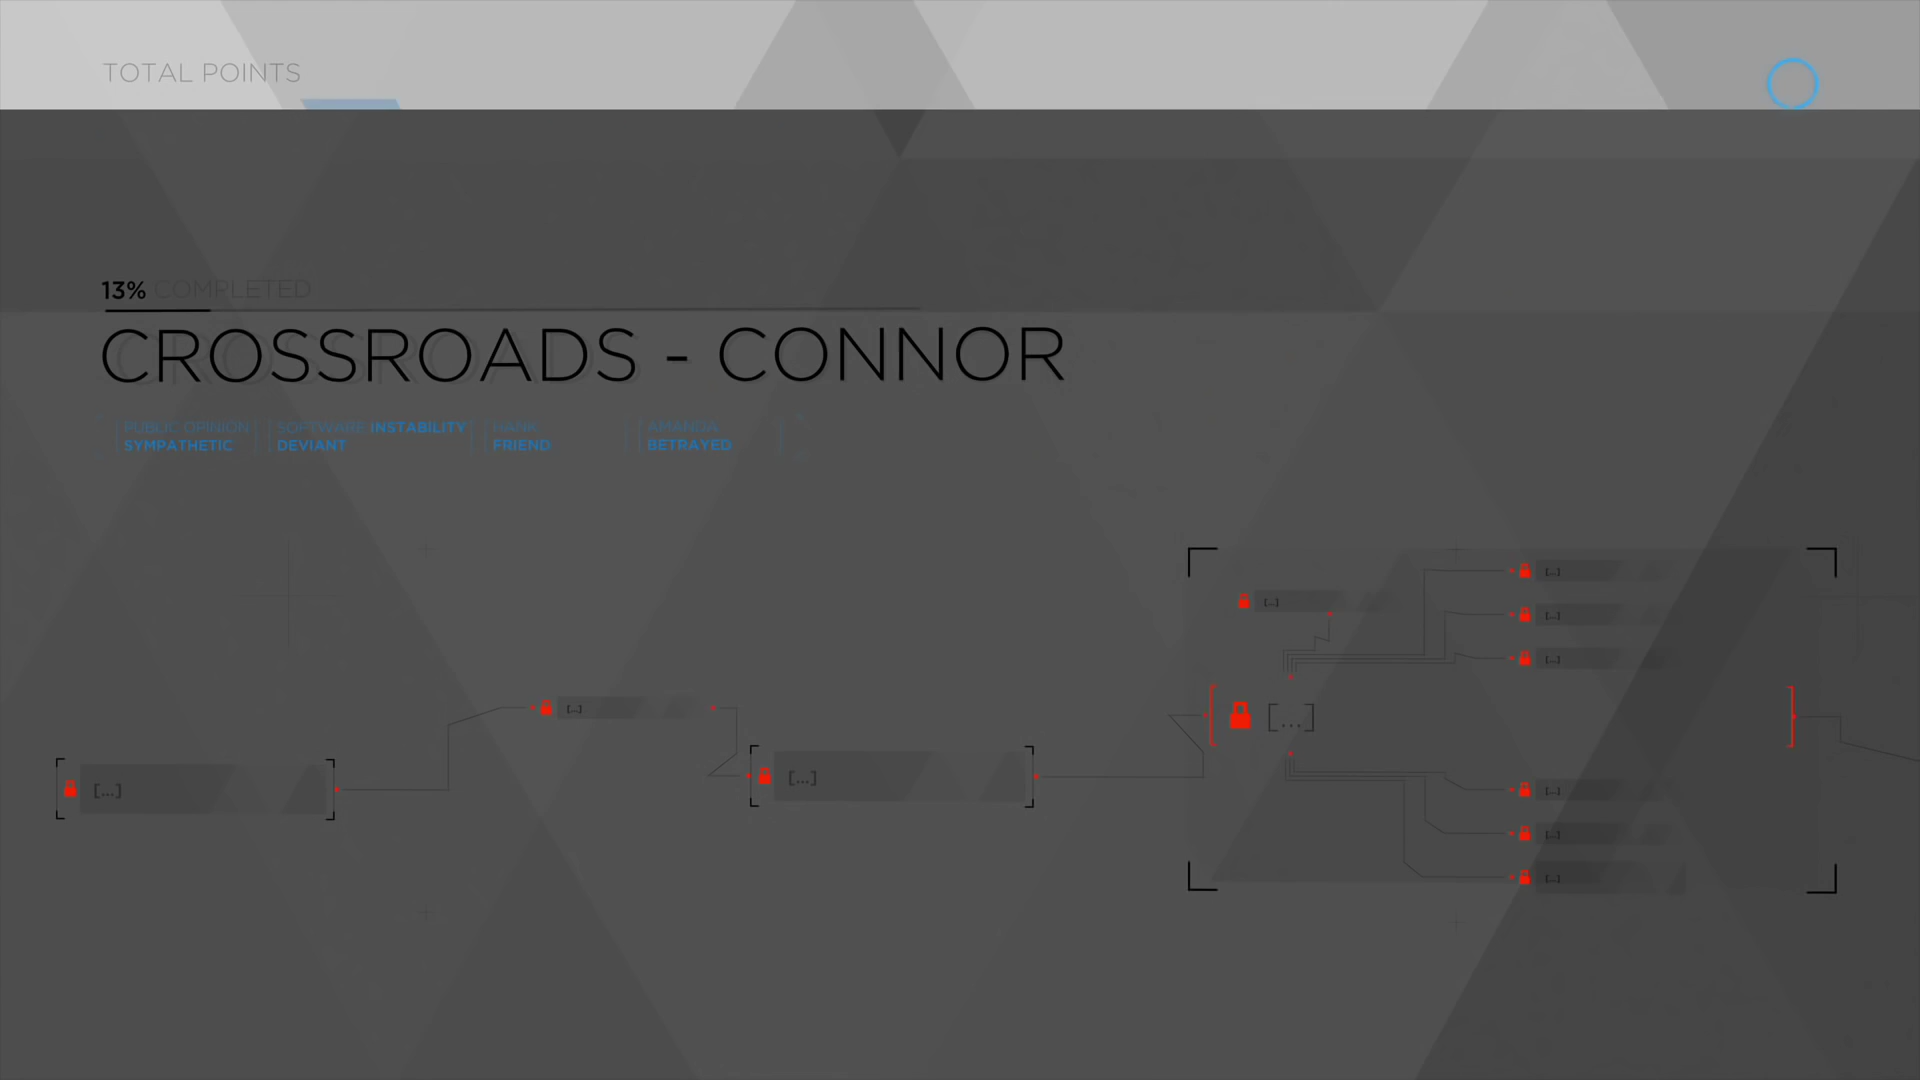 TOTAL POINTS
13% COMPLETED
CROSSROADS - CONNOR
PUBLIC OPINION
SYMPATHETIC
SOFTWARE INSTABILITY
DEVIANT
HANK
FRIEND
AMANDA
BETRAYED
[...]
[...]
[...]
[...]
[...]
[...]
[...]
[...]
[...]
[...]
[...]